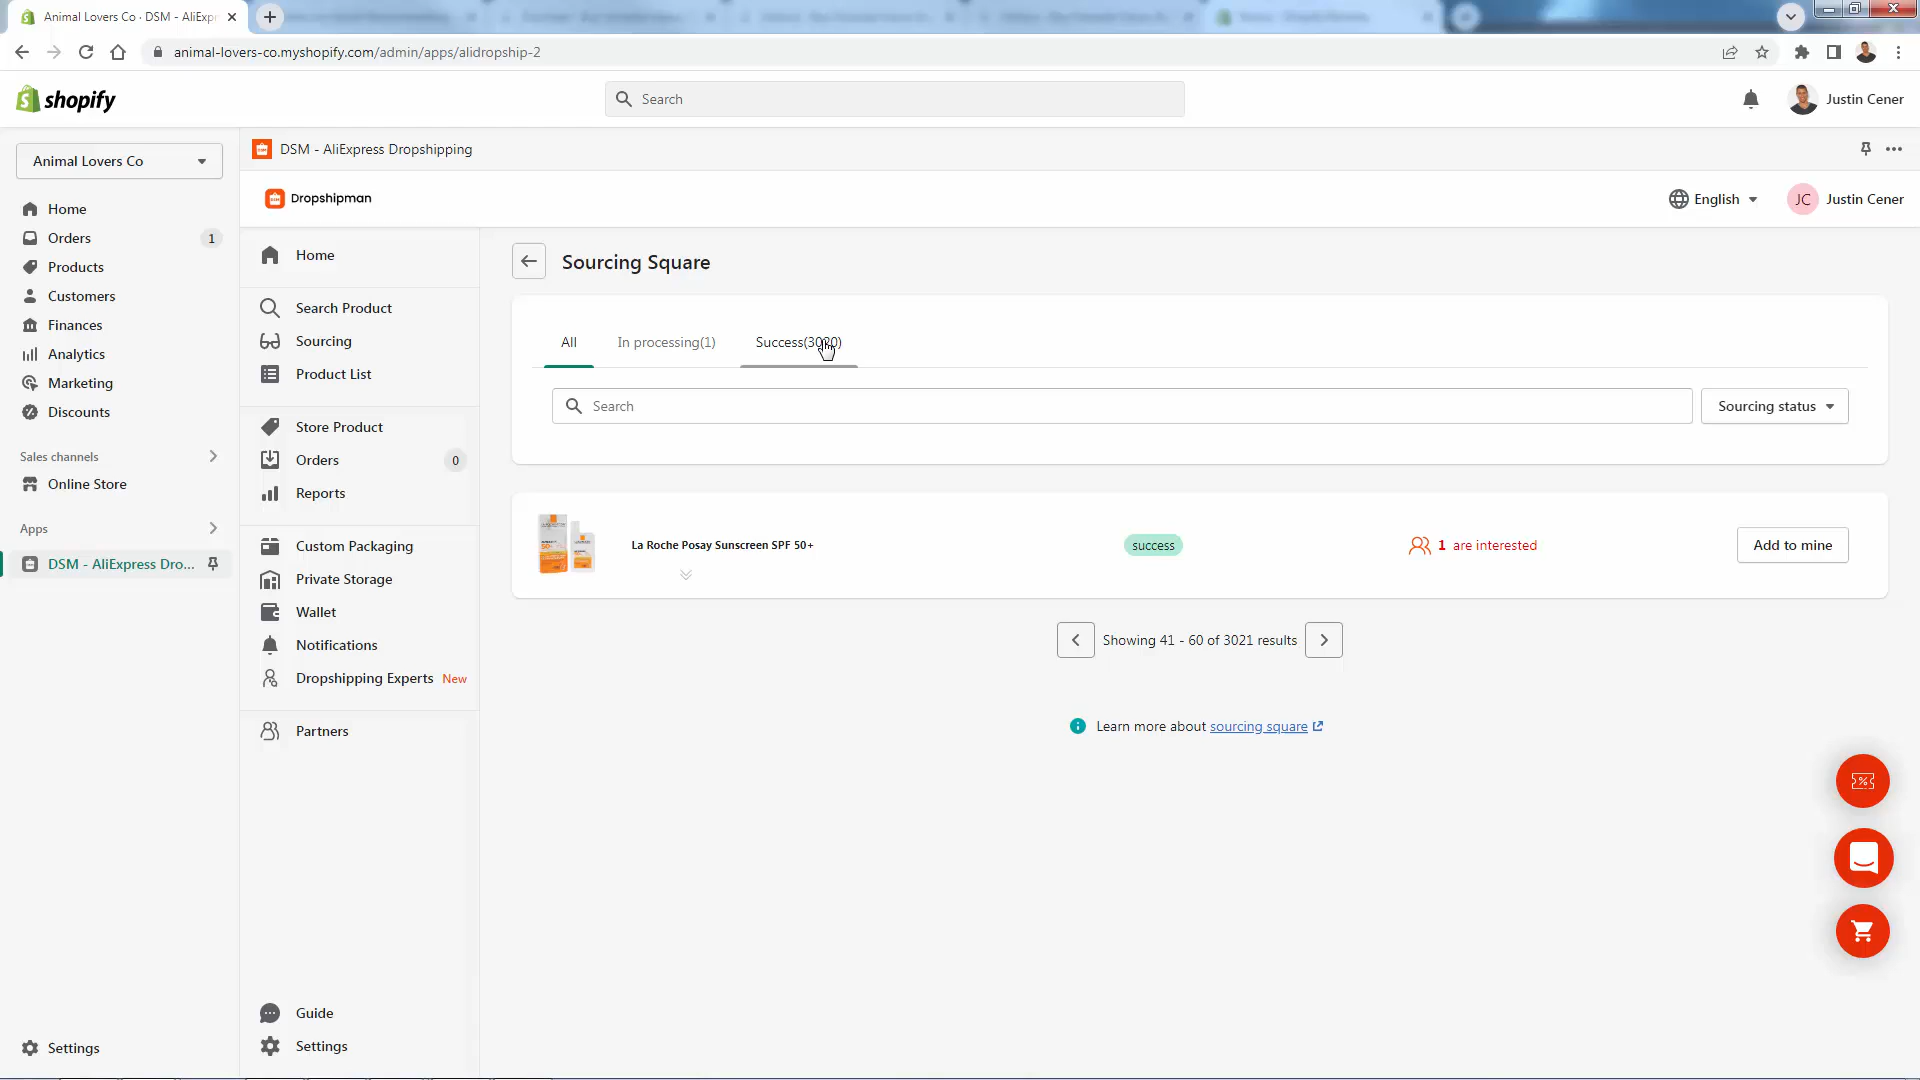 Animal Lovers Co · DSM - AliExpr
animal-lovers-co.myshopify.com/admin/apps/alidropship-2
shopify
Search
Justin Cener
Animal Lovers Co
Home
Orders
1
Products
Customers
Finances
Analytics
Marketing
Discounts
Sales channels
Online Store
Apps
DSM - AliExpress Dro...
Settings
DSM - AliExpress Dropshipping
Dropshipman
English
JC
Justin Cener
Home
Search Product
Sourcing
Product List
Store Product
Orders
0
Reports
Custom Packaging
Private Storage
Wallet
Notifications
Dropshipping Experts New
Partners
Guide
Settings
Sourcing Square
All
In processing(1)
Success(3020)
Search
Sourcing status
La Roche Posay Sunscreen SPF 50+
success
1 are interested
Add to mine
Showing 41 - 60 of 3021 results
Learn more about sourcing square